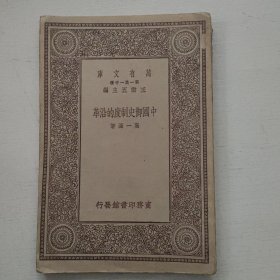 萬有文庫
第一集一千種
王雲五主編
中國御史制度的沿革
高一涵著
商務印書館發行